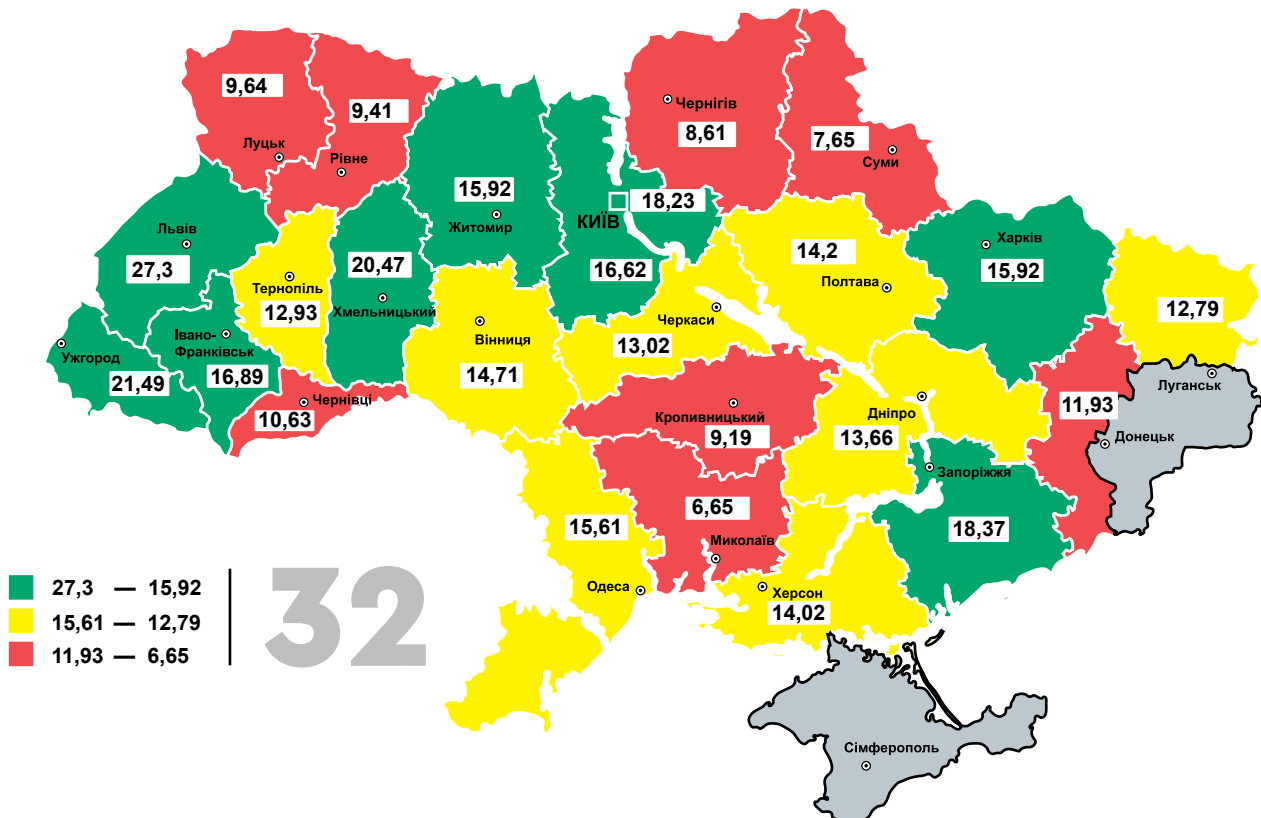 9,64
9,41
Луцьк
Рівне
Чернігів
8,61
7,65
Суми
15,92
Житомир
18,23
КИЇВ
16,62
Львів
27,3
Тернопіль
12,93
20,47
Хмельницький
14,2
Полтава
Харків
15,92
12,79
Луганськ
Ужгород
21,49
Івано-
Франківськ
16,89
Чернівці
10,63
Вінниця
14,71
Черкаси
13,02
Кропивницький
9,19
Дніпро
13,66
11,93
Донецьк
Запоріжжя
18,37
15,61
Одеса
6,65
Миколаїв
Херсон
14,02
Сімферополь
27,3 — 15,92
15,61 — 12,79
11,93 — 6,65
32